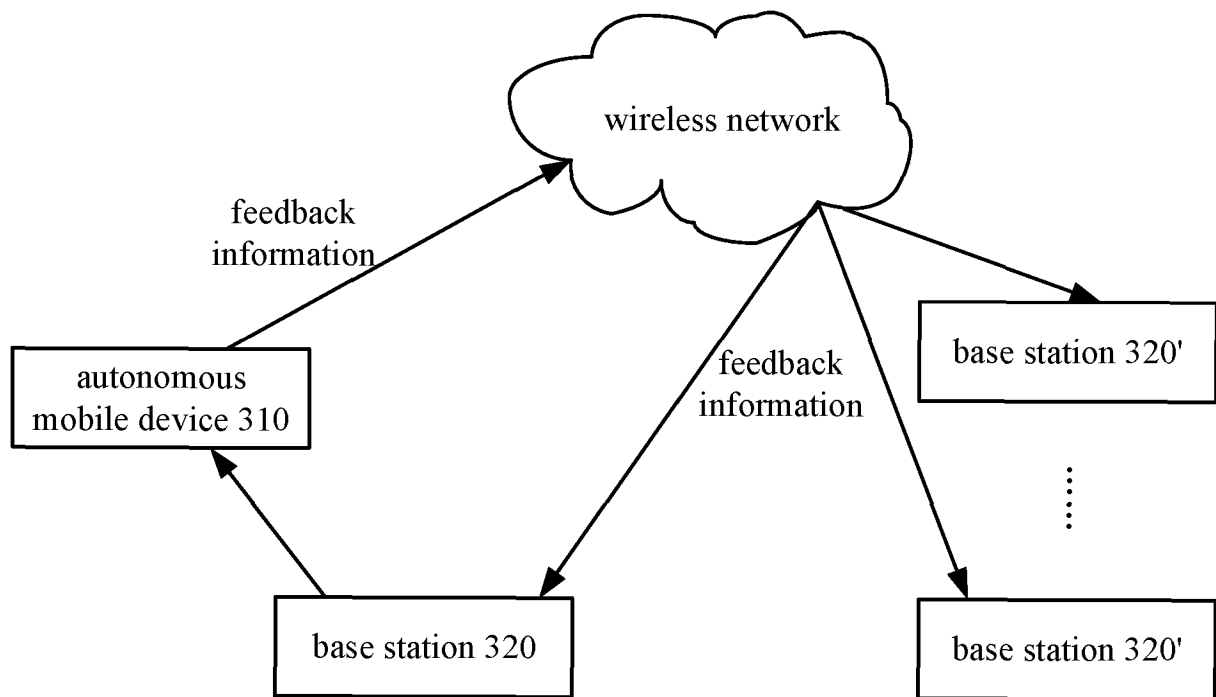 wireless network
feedback
information
autonomous
mobile device 310
feedback
information
base station 320'
base station 320
base station 320'